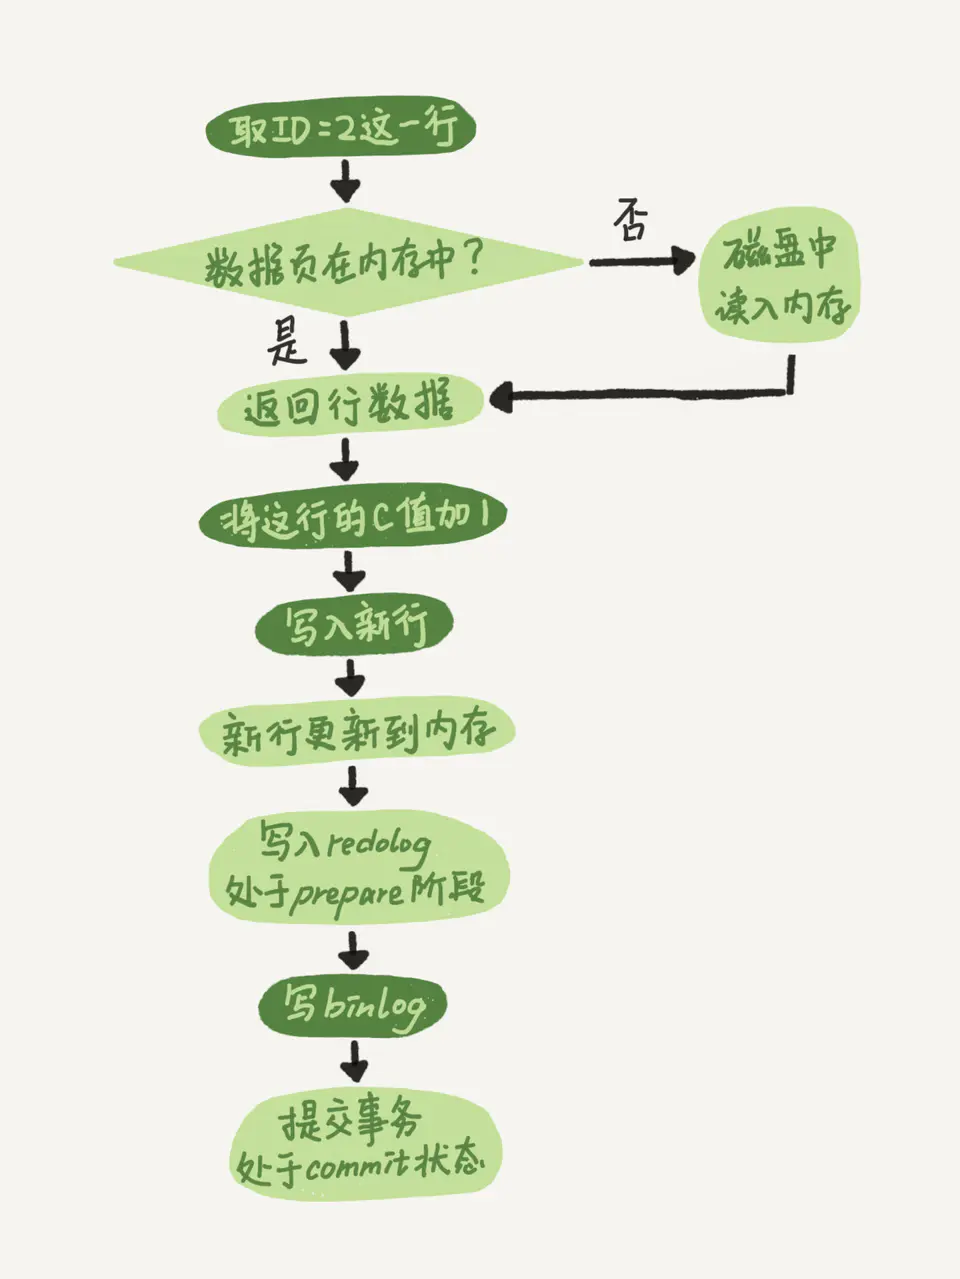 取ID=2这一行
数据页在内存中？
否
磁盘中
读入内存
是
返回行数据
将这行的C值加1
写入新行
新行更新到内存
写入redolog
处于prepare阶段
写binlog
提交事务
处于commit状态